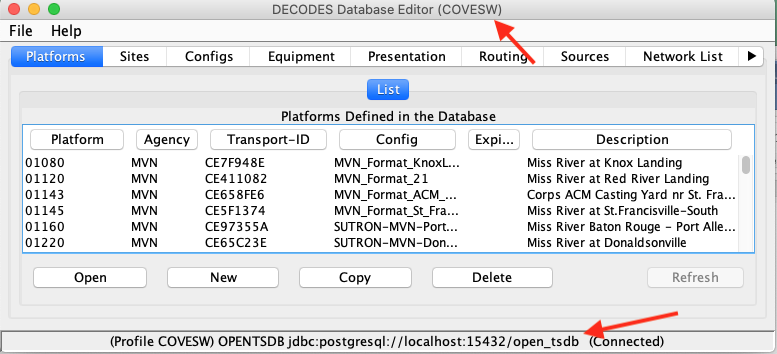 DECODES Database Editor (COVESW)
File Help
Platforms Sites Configs Equipment Presentation Routing Sources Network List
List
Platforms Defined in the Database
Platform Agency Transport-ID Config Expi... Description
01080 MVN CE7F948E MVN_Format_KnoxL... Miss River at Knox Landing
01120 MVN CE411082 MVN_Format_21 Miss River at Red River Landing
01143 MVN CE658FE6 MVN_Format_ACM_... Corps ACM Casting Yard nr St. Fra...
01145 MVN CE5F1374 MVN_Format_St_Fra... Miss River at St.Francisville-South
01160 MVN CE97355A SUTRON-MVN-Port... Miss River Baton Rouge - Port Alle...
01220 MVN CE65C23E SUTRON-MVN-Don... Miss River at Donaldsonville
Open New Copy Delete Refresh
(Profile COVESW) OPENTSDB jdbc:postgresql://localhost:15432/open_tsdb (Connected)